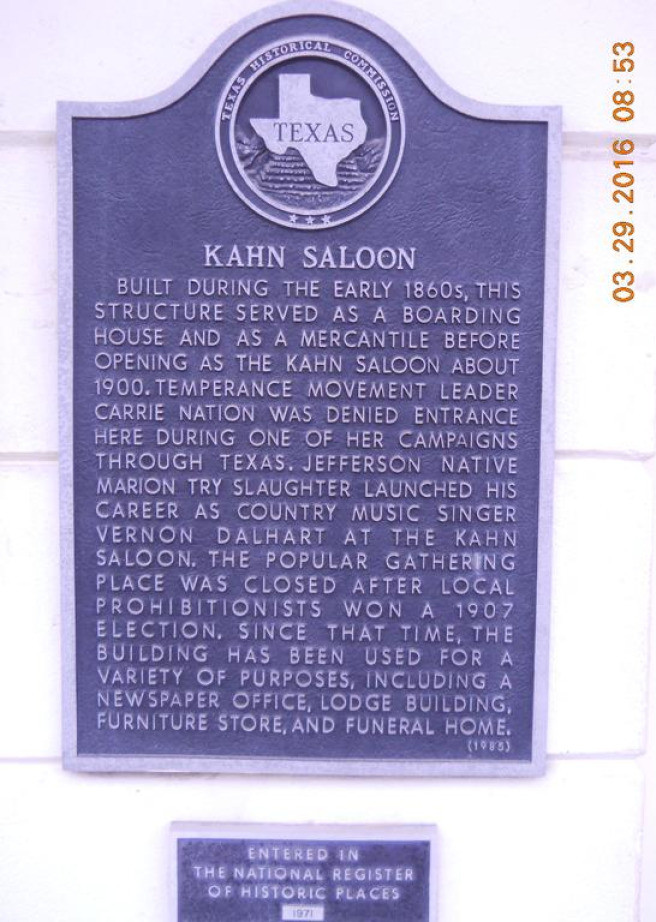 TEXAS HISTORICAL COMMISSION
TEXAS
KAHN SALOON
BUILT DURING THE EARLY 1860s, THIS
STRUCTURE SERVED AS A BOARDING
HOUSE AND AS A MERCANTILE BEFORE
OPENING AS THE KAHN SALOON ABOUT
1900. TEMPERANCE MOVEMENT LEADER
CARRIE NATION WAS DENIED ENTRANCE
HERE DURING ONE OF HER CAMPAIGNS
THROUGH TEXAS. JEFFERSON NATIVE
MARION TRY SLAUGHTER LAUNCHED HIS
CAREER AS COUNTRY MUSIC SINGER
VERNON DALHART AT THE KAHN
SALOON. THE POPULAR GATHERING
PLACE WAS CLOSED AFTER LOCAL
PROHIBITIONISTS WON A 1907
ELECTION. SINCE THAT TIME, THE
BUILDING HAS BEEN USED FOR A
VARIETY OF PURPOSES, INCLUDING A
NEWSPAPER OFFICE, LODGE BUILDING,
FURNITURE STORE, AND FUNERAL HOME.
(1985)
ENTERED IN
THE NATIONAL REGISTER
OF HISTORIC PLACES
1971
03.29.2016 08:53